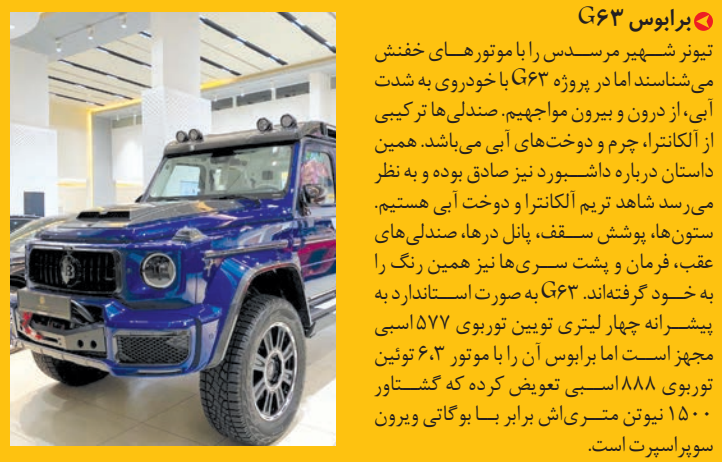 برابوس G۶۳
تیونر شهیر مرسدس را با موتورهای خفنش
می‌شناسند اما در پروژه G۶۳ با خودروی به شدت
آبی، از درون و بیرون مواجهیم. صندلی‌ها ترکیبی
از آلکانترا، چرم و دوخت‌های آبی می‌باشد. همین
داستان درباره داشبورد نیز صادق بوده و به نظر
می‌رسد شاهد تریم آلکانترا و دوخت آبی هستیم.
ستون‌ها، پوشش سقف، پانل درها، صندلی‌های
عقب، فرمان و پشت سری‌ها نیز همین رنگ را
به خود گرفته‌اند. G۶۳ به صورت استاندارد به
پیشرانه چهار لیتری تویین توربوی ۵۷۷ اسبی
مجهز است اما برابوس آن را با موتور ۶،۳ توئین
توربوی ۸۸۸ اسبی تعویض کرده که گشتاور
۱۵۰۰ نیوتن متری‌اش برابر با بوگاتی ویرون
سوپراسپرت است.